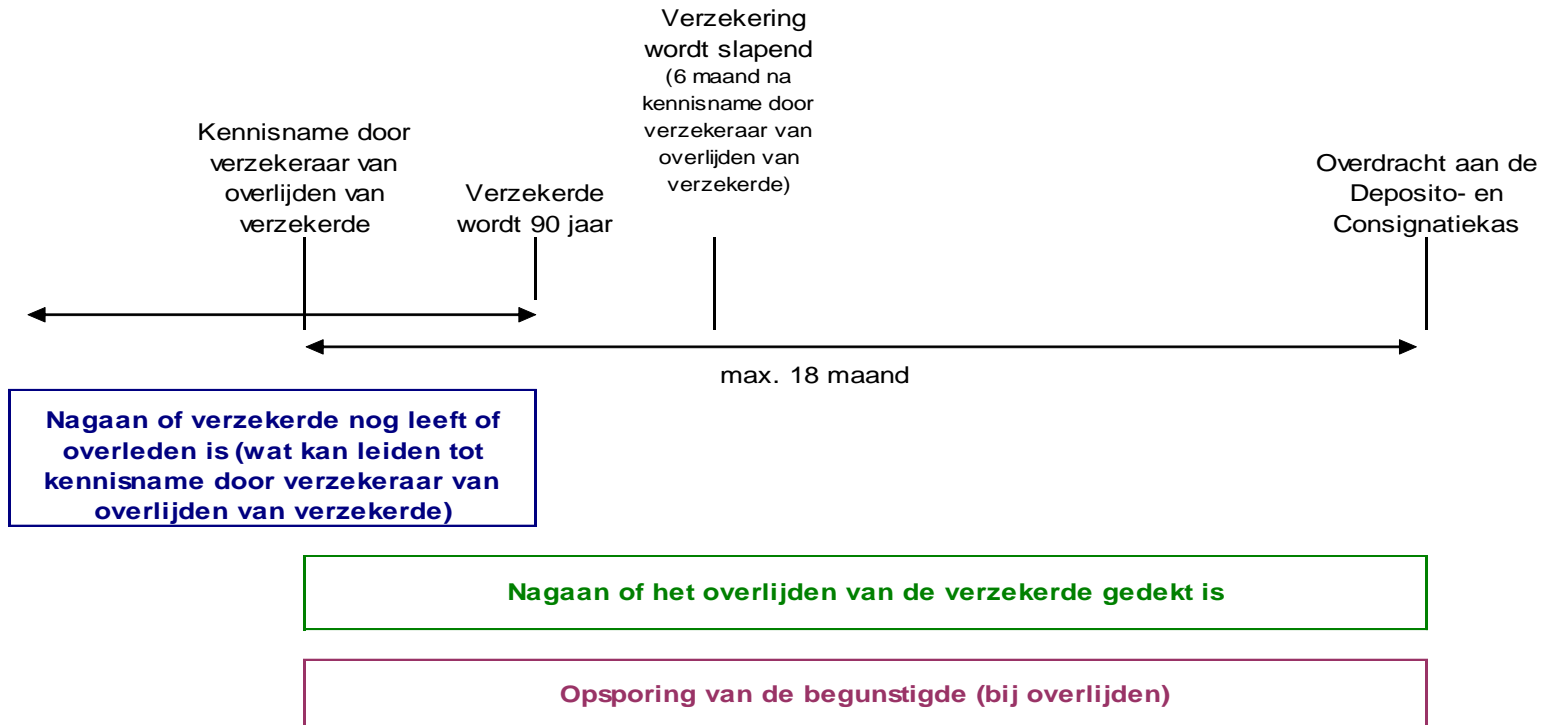 Verzekering
wordt slapend
(6 maand na
kennisname door
verzekeraar van
overlijden van
verzekerde)
Kennisname door
verzekeraar van
overlijden van
verzekerde
Verzekerde
wordt 90 jaar
Overdracht aan de
Deposito- en
Consignatiekas
max. 18 maand
Nagaan of verzekerde nog leeft of
overleden is (wat kan leiden tot
kennisname door verzekeraar van
overlijden van verzekerde)
Nagaan of het overlijden van de verzekerde gedekt is
Opsporing van de begunstigde (bij overlijden)